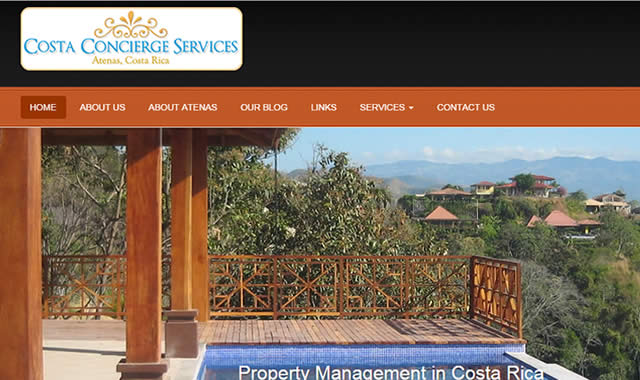 COSTA CONCIERGE SERVICES
Atenas, Costa Rica
HOME ABOUT US ABOUT ATENAS OUR BLOG LINKS SERVICES CONTACT US
Property Management in Costa Rica